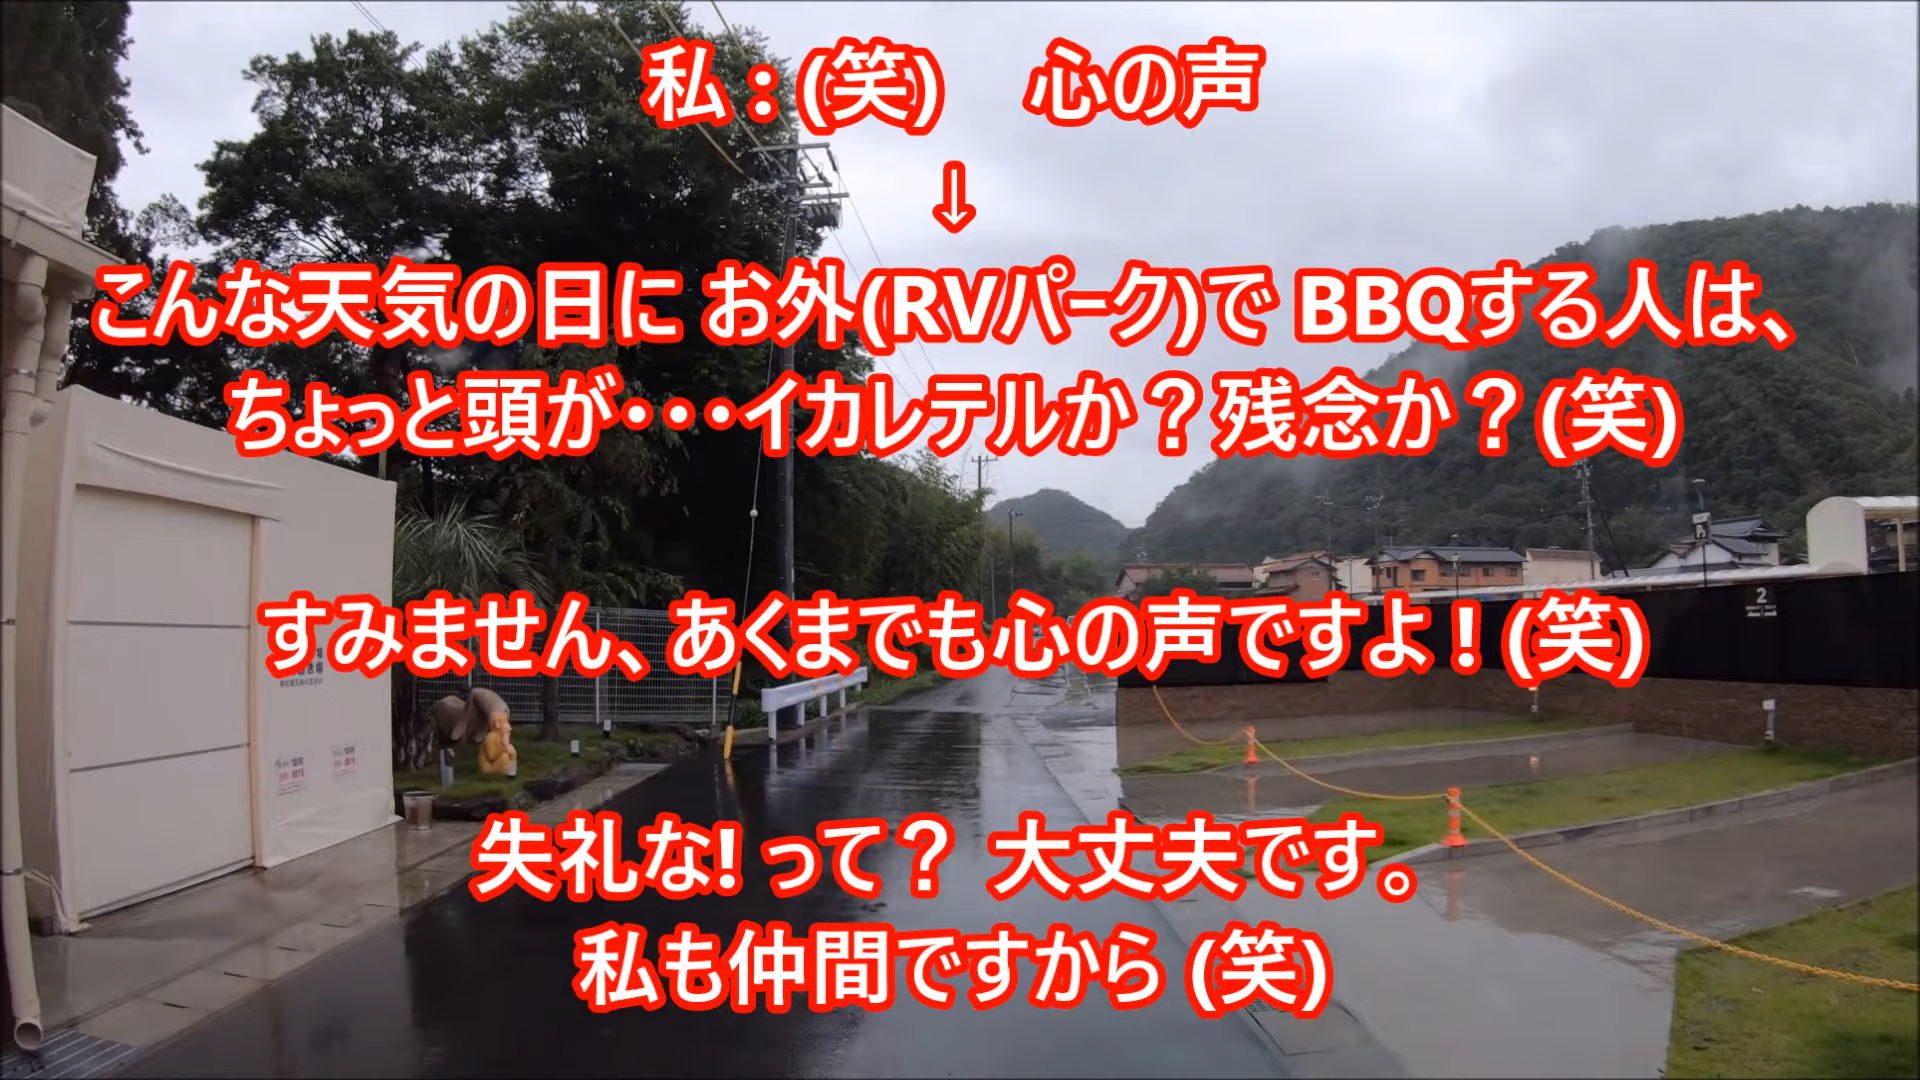 私：(笑)　心の声
⇓
こんな天気の日に お外(RVパーク)で BBQする人は、
ちょっと頭が・・・イカレテルか？残念か？(笑)
すみません、あくまでも心の声ですよ！(笑)
失礼な! って？ 大丈夫です。
私も仲間ですから (笑)
2